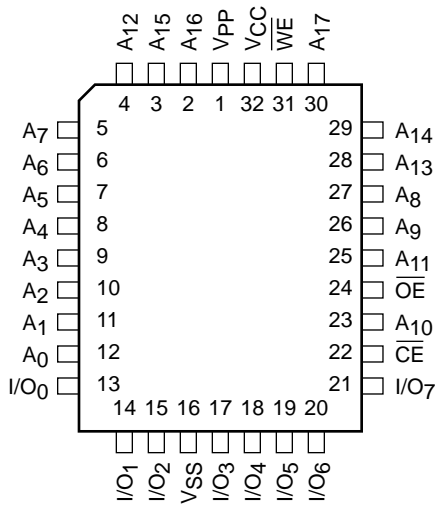 A12 A15 A16 VPP VCC W̅E̅ A17
4 3 2 1 32 31 30
A7 5 29 A14
A6 6 28 A13
A5 7 27 A8
A4 8 26 A9
A3 9 25 A11
A2 10 24 O̅E̅
A1 11 23 A10
A0 12 22 C̅E̅
I/O0 13 21 I/O7
14 15 16 17 18 19 20
I/O1 I/O2 VSS I/O3 I/O4 I/O5 I/O6